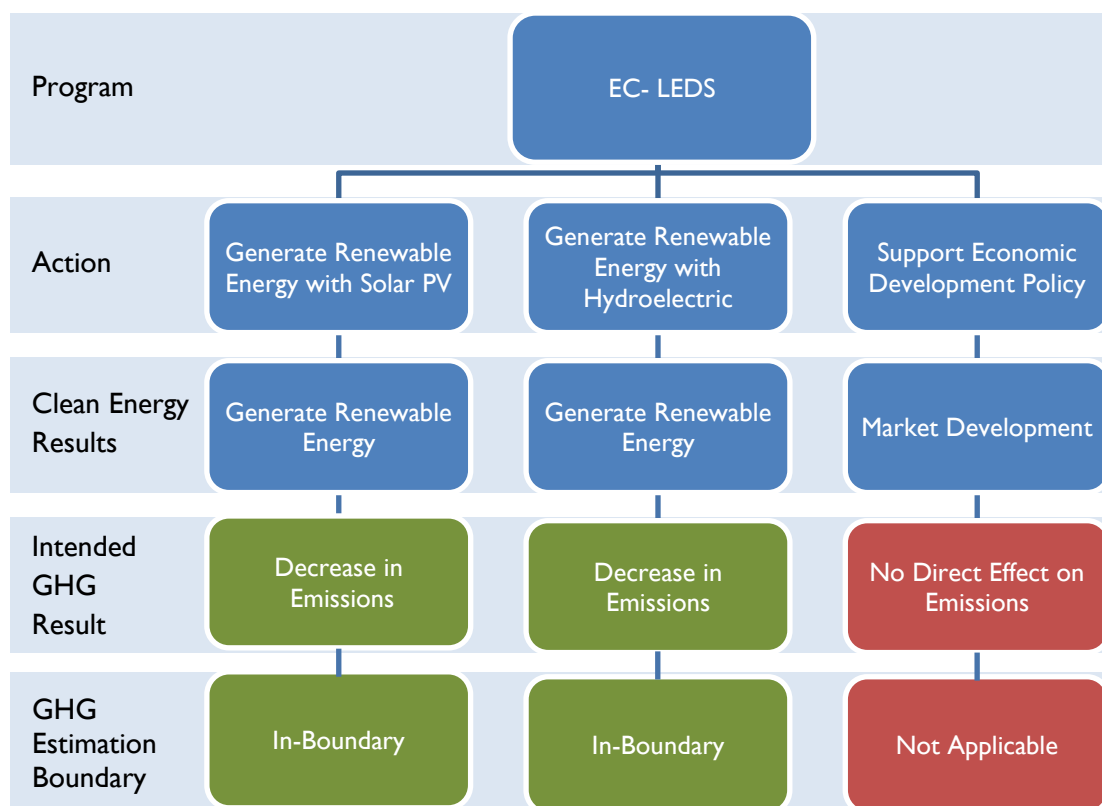 Program
EC- LEDS
Action
Generate Renewable
Energy with Solar PV
Generate Renewable
Energy with
Hydroelectric
Support Economic
Development Policy
Clean Energy
Results
Generate Renewable
Energy
Generate Renewable
Energy
Market Development
Intended
GHG
Result
Decrease in
Emissions
Decrease in
Emissions
No Direct Effect on
Emissions
GHG
Estimation
Boundary
In-Boundary
In-Boundary
Not Applicable